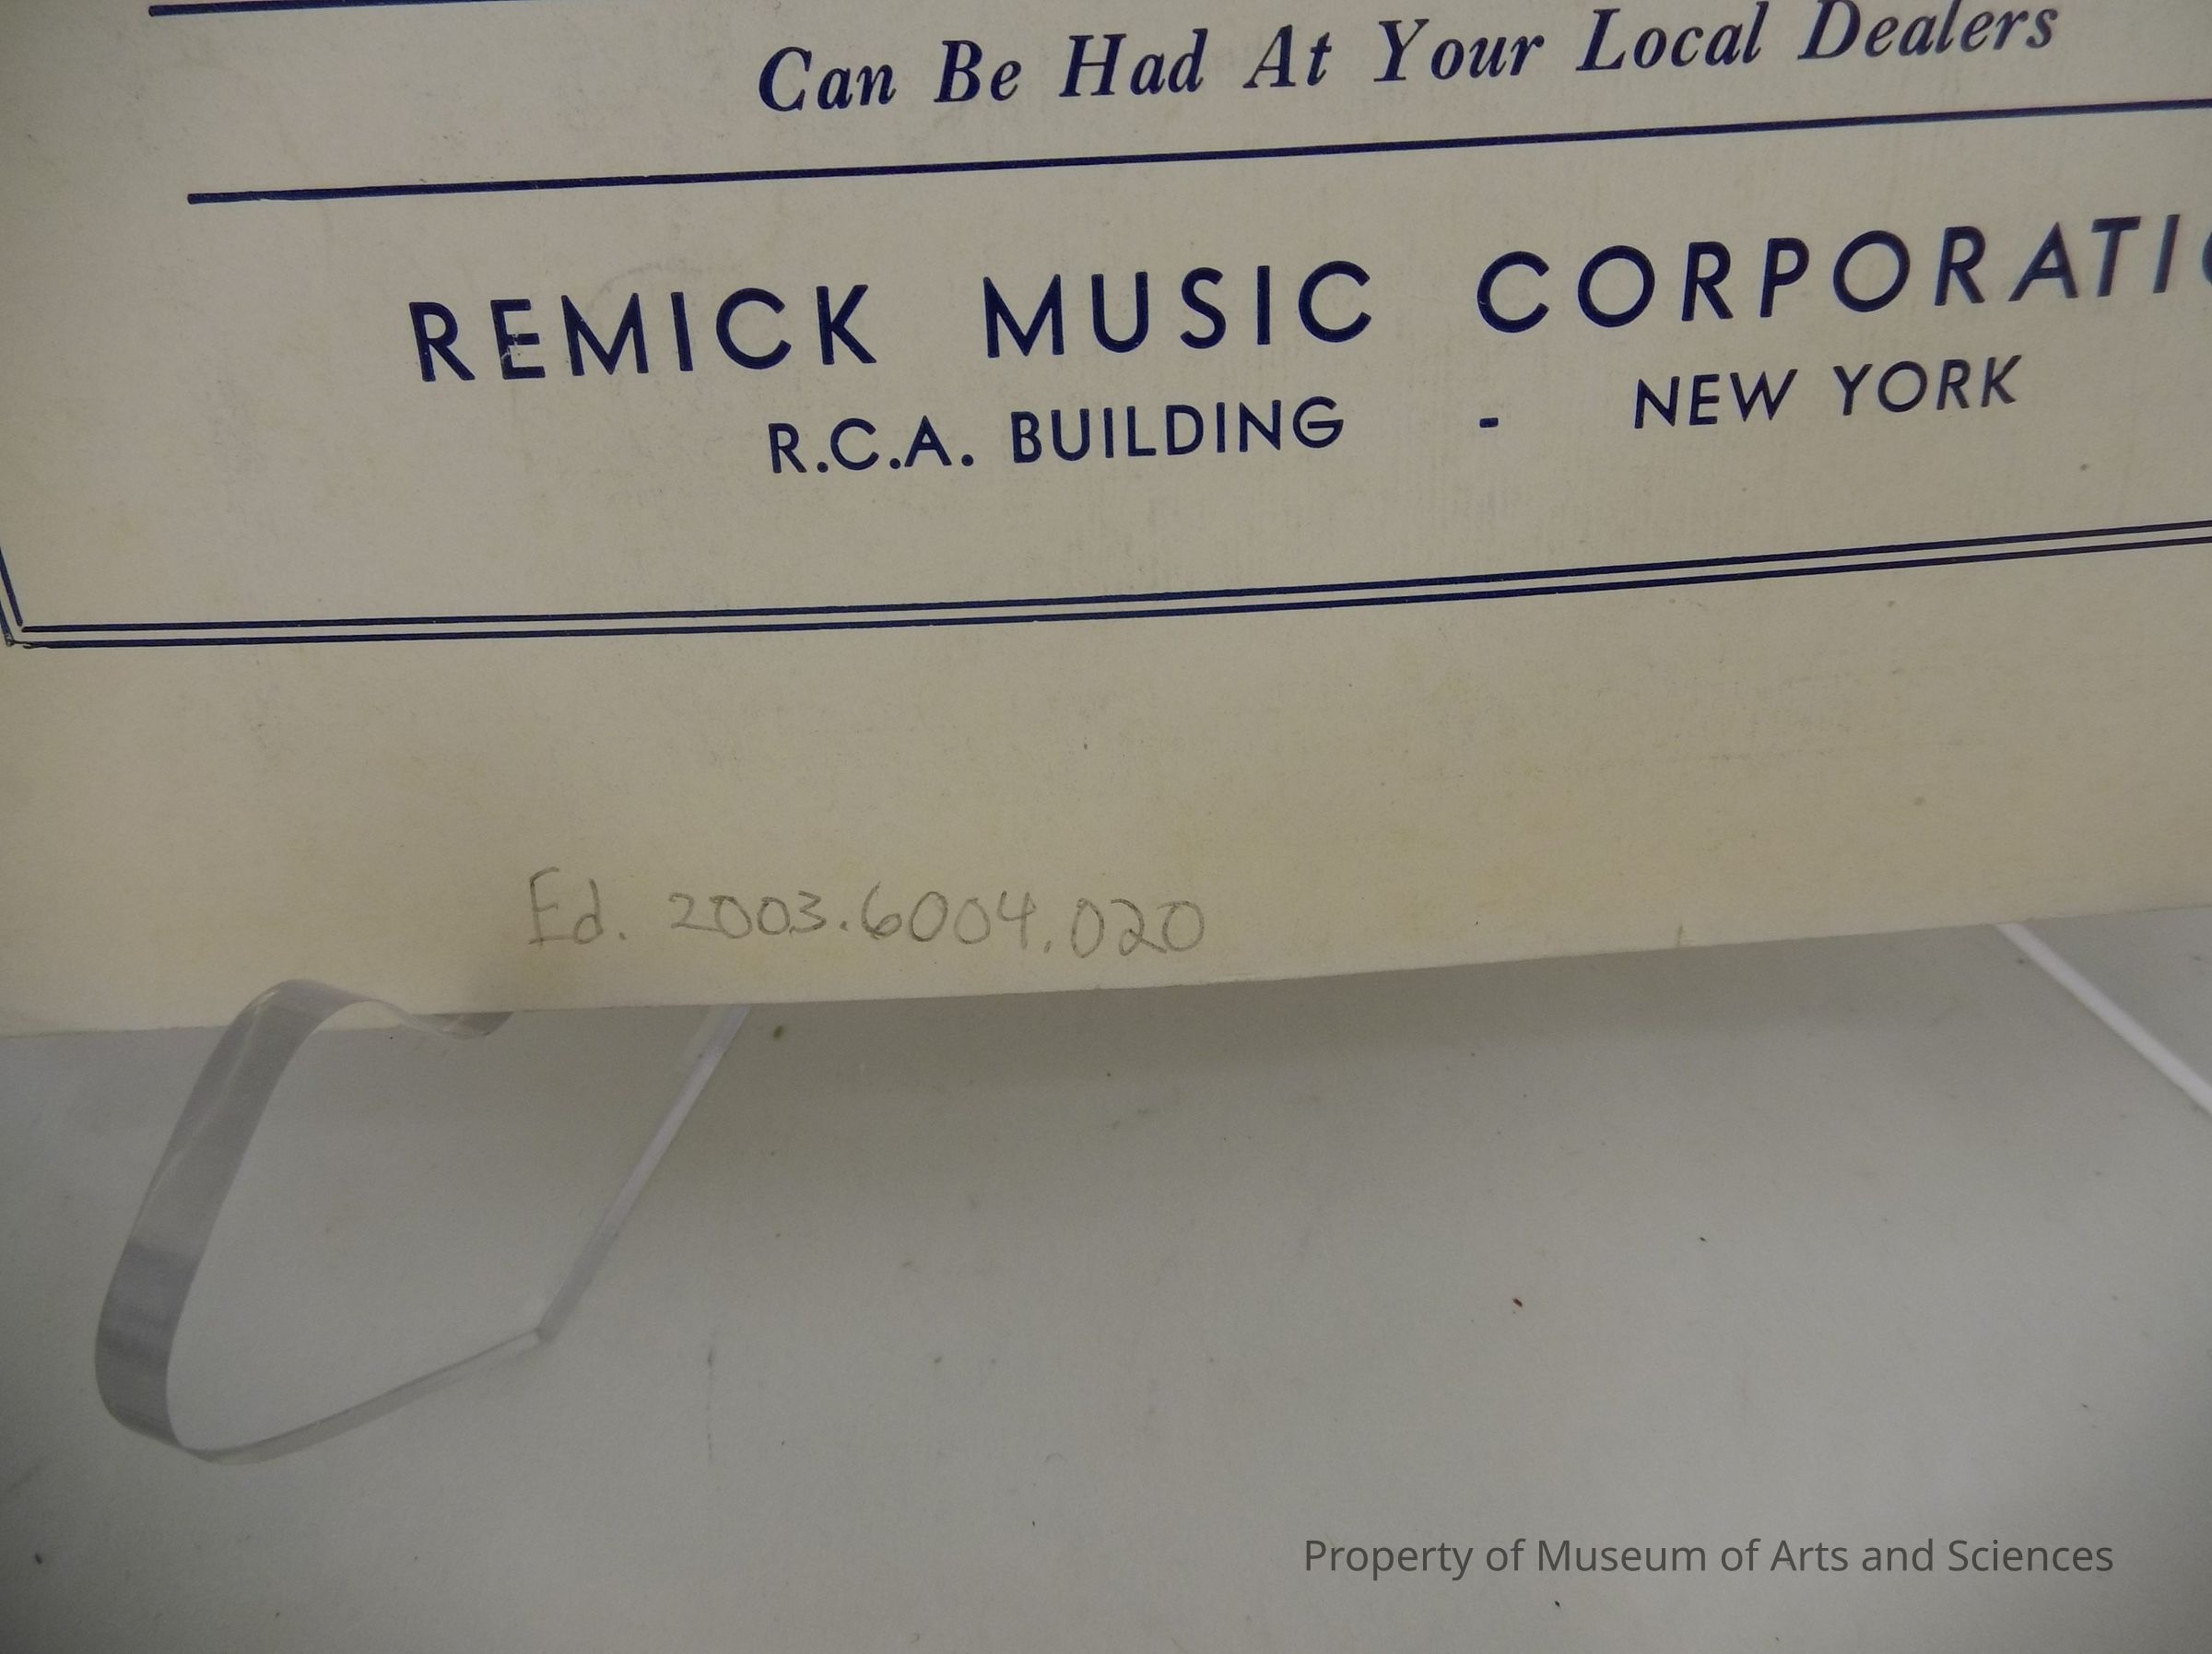 Can Be Had At Your Local Dealers
REMICK MUSIC CORPORATIO
R.C.A. BUILDING - NEW YORK
Ed. 2003.6004.020
Property of Museum of Arts and Sciences